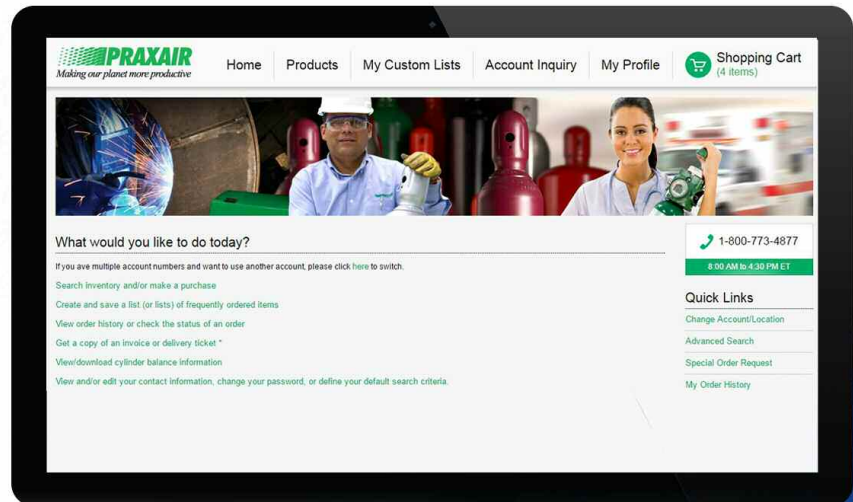 PRAXAIR
Making our planet more productive
Home
Products
My Custom Lists
Account Inquiry
My Profile
Shopping Cart
(4 items)
What would you like to do today?
If you ave multiple account numbers and want to use another account, please click here to switch.
Search inventory and/or make a purchase
Create and save a list (or lists) of frequently ordered items
View order history or check the status of an order
Get a copy of an invoice or delivery ticket *
View/download cylinder balance information
View and/or edit your contact information, change your password, or define your default search criteria.
1-800-773-4877
8:00 AM to 4:30 PM ET
Quick Links
Change Account/Location
Advanced Search
Special Order Request
My Order History